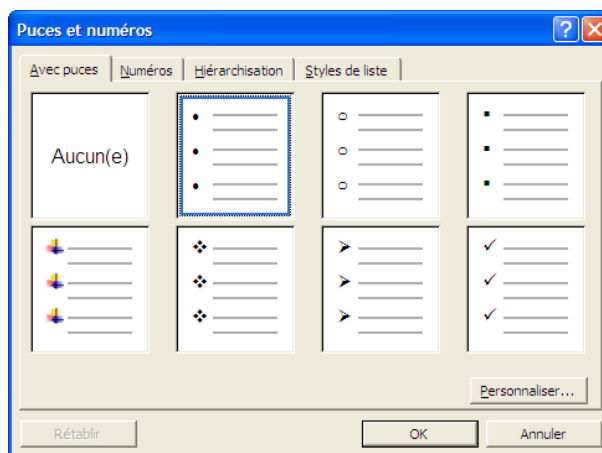 Puces et numéros
Avec puces Numéros Hiérarchisation Styles de liste
Aucun(e)
Personnaliser...
Rétablir OK Annuler